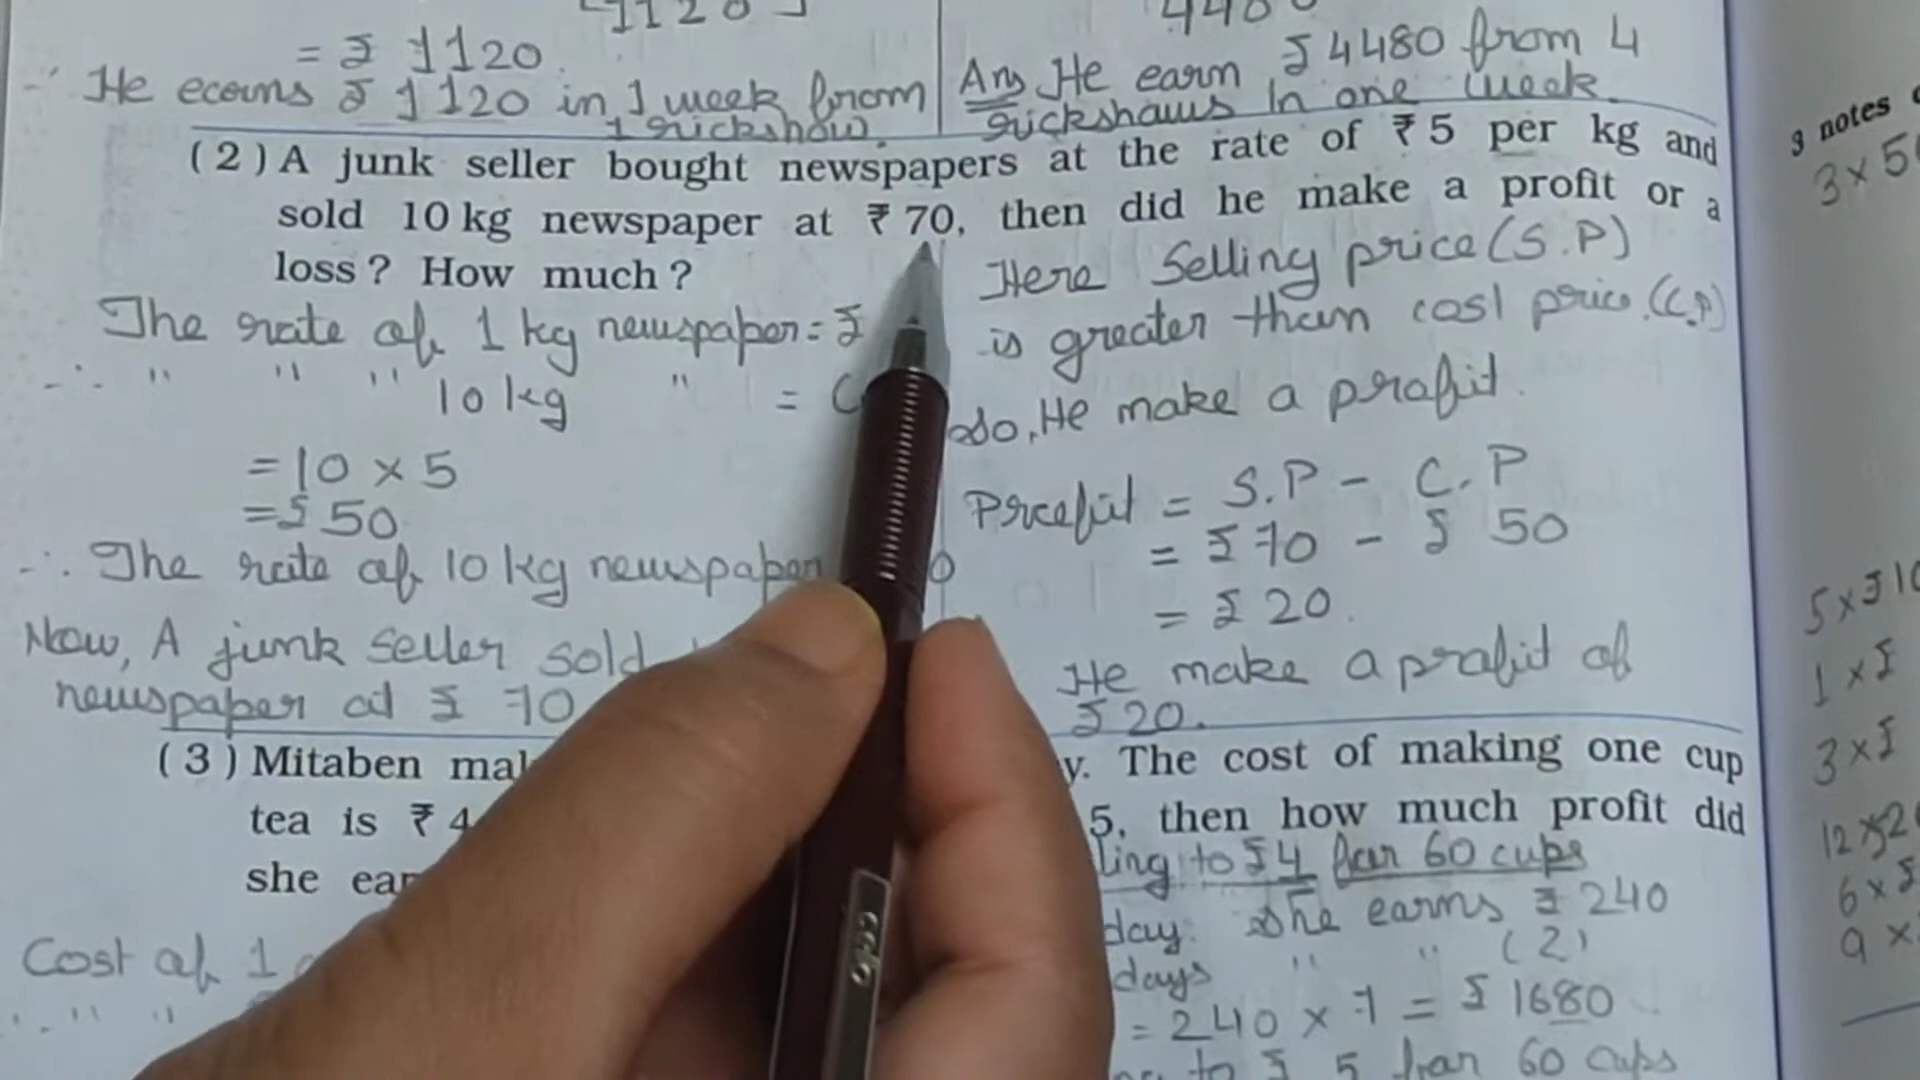 = ₹ 1120
∴ He earns ₹ 1120 in 1 week from
1 rickshaw
Ans He earn ₹ 4480 from 4
rickshaws In one week.
(2) A junk seller bought newspapers at the rate of ₹ 5 per kg and
sold 10 kg newspaper at ₹ 70, then did he make a profit or a
loss? How much?
The rate of 1 kg newspaper = ₹
∴ " " " 10 kg " =
= 10 × 5
= ₹ 50
∴ The rate of 10 kg newspaper
Now, A junk seller sold
newspaper at ₹ 70
Here Selling price (S.P)
is greater than cost price (C.P)
So, He make a profit.
Profit = S.P - C.P
= ₹ 70 - ₹ 50
= ₹ 20.
He make a profit of
₹ 20.
(3) Mitaben
y. The cost of making one cup
tea is ₹ 4
5, then how much profit did
she
ling to ₹ 4 for 60 cups
day. She earns ₹ 240
days " " (2)
= 240 × 7 = ₹ 1680
to ₹ 5 for 60 cups
Cost of 1
∴ " "
3 notes
3 × 5
5 × ₹ 10
1 × ₹
3 × ₹
6 × ₹
9 ×